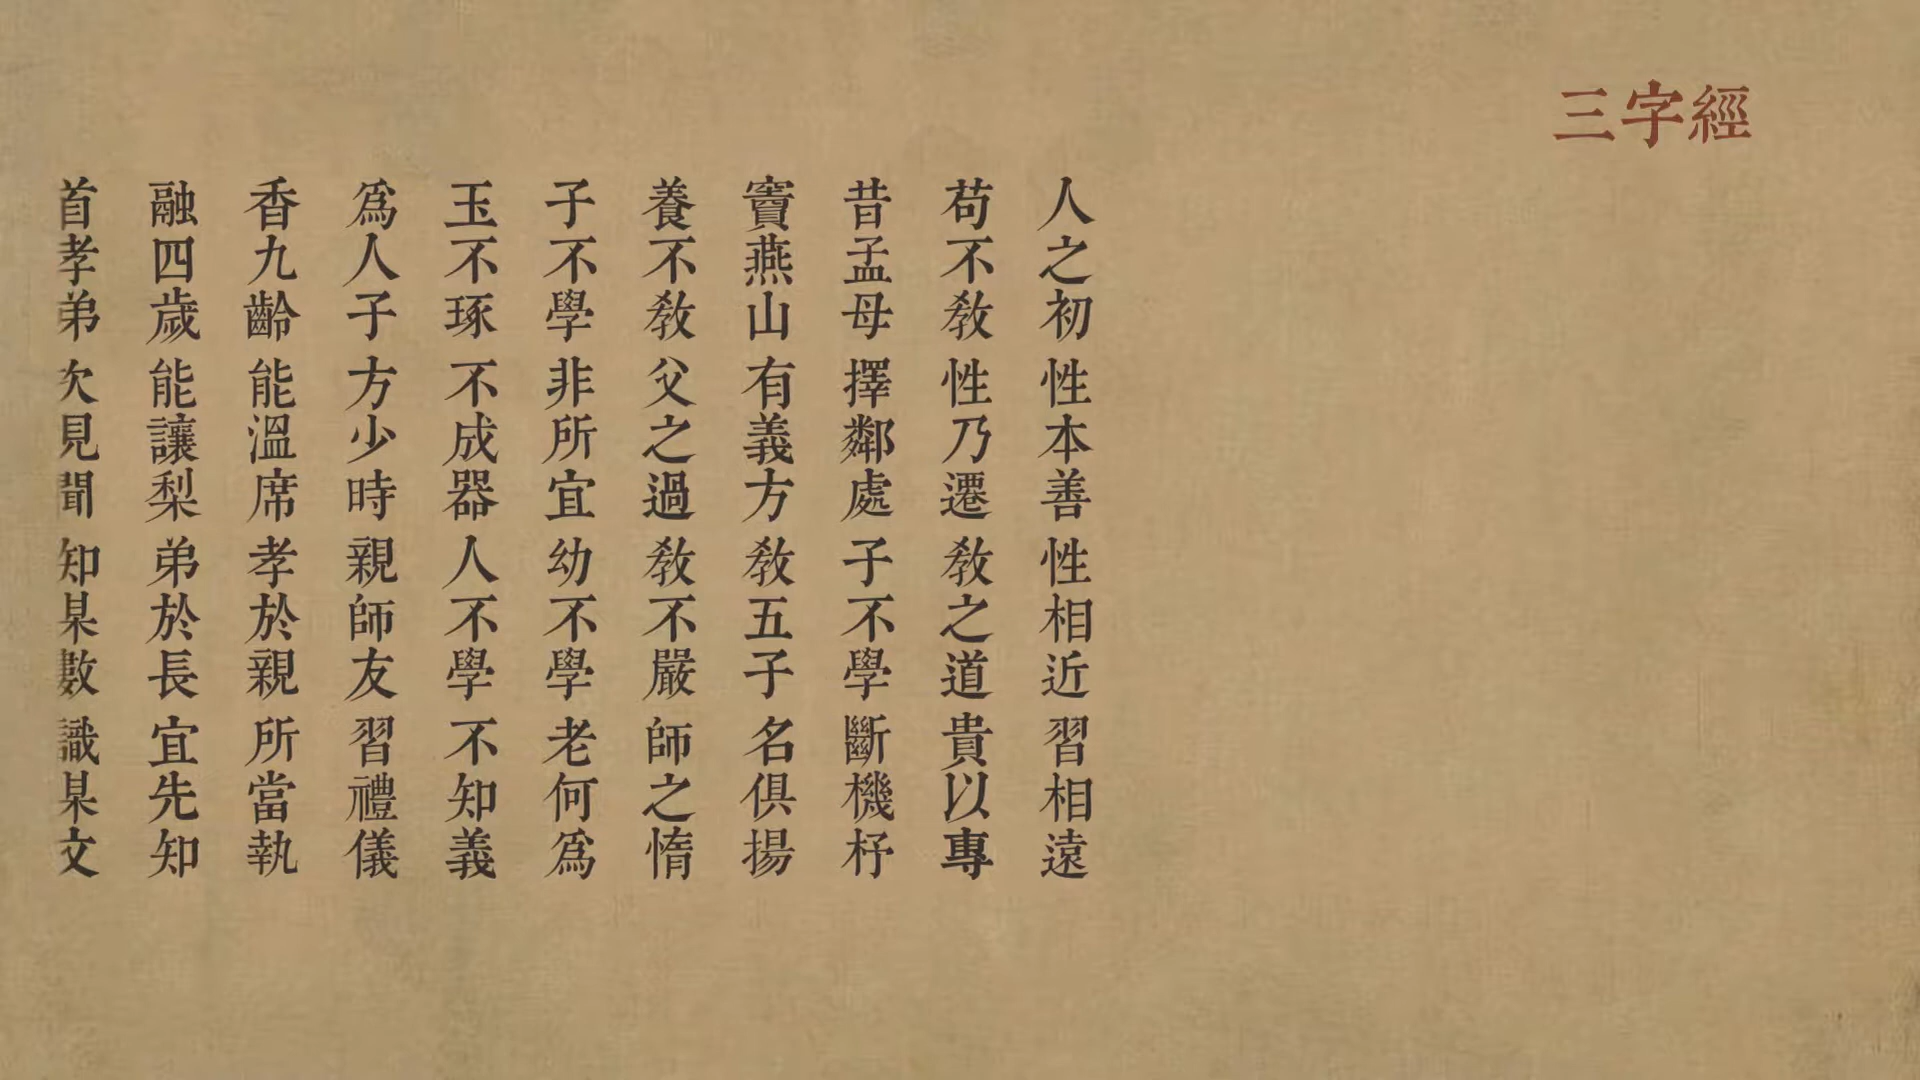 三字經
人之初性本善性相近習相遠
苟不教性乃遷教之道貴以專
昔孟母擇鄰處子不學斷機杼
竇燕山有義方教五子名俱揚
養不教父之過教不嚴師之惰
子不學非所宜幼不學老何為
玉不琢不成器人不學不知義
為人子方少時親師友習禮儀
香九齡能溫席孝於親所當執
融四歲能讓梨弟於長宜先知
首孝弟次見聞知某數識某文